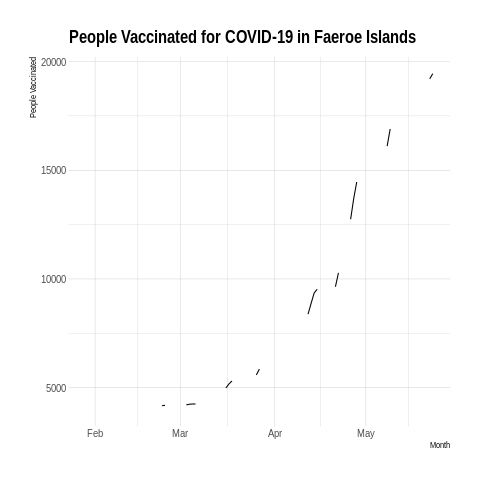 People Vaccinated for COVID-19 in Faeroe Islands
People Vaccinated
20000
15000
10000
5000
Feb Mar Apr May
Month